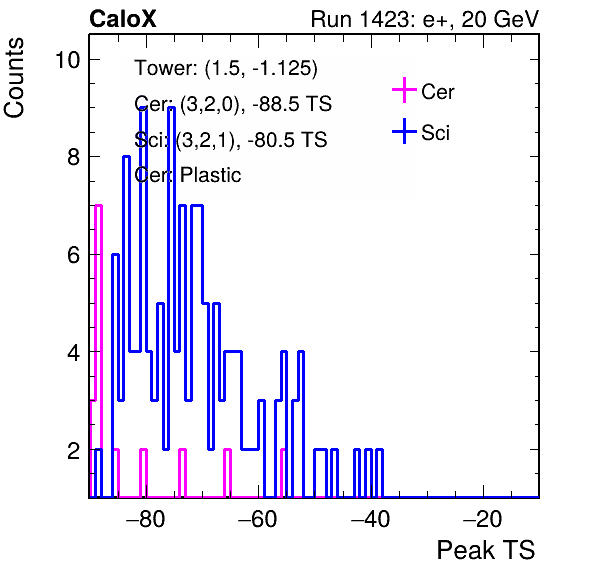 CaloX Run 1423: e+, 20 GeV
Counts
Tower: (1.5, -1.125)
Cer: (3,2,0), -88.5 TS
Sci: (3,2,1), -80.5 TS
Cer: Plastic
Cer
Sci
10
8
6
4
2
−80 −60 −40 −20
Peak TS